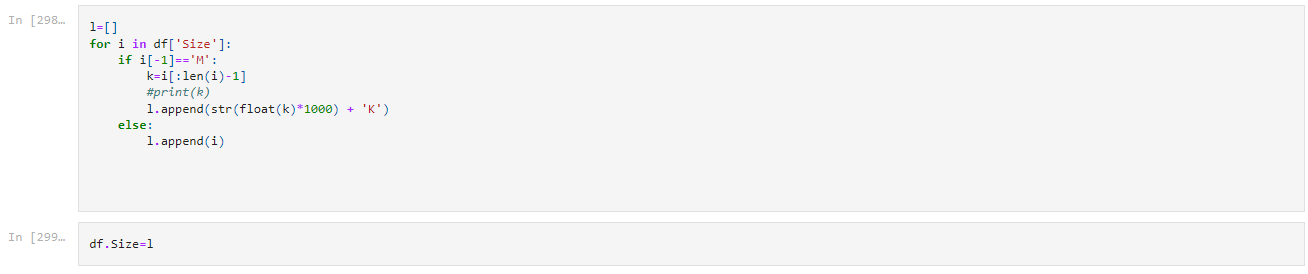 In [298…
l=[]
for i in df['Size']:
    if i[-1]=='M':
        k=i[:len(i)-1]
        #print(k)
        l.append(str(float(k)*1000) + 'K')
    else:
        l.append(i)
In [299…
df.Size=l